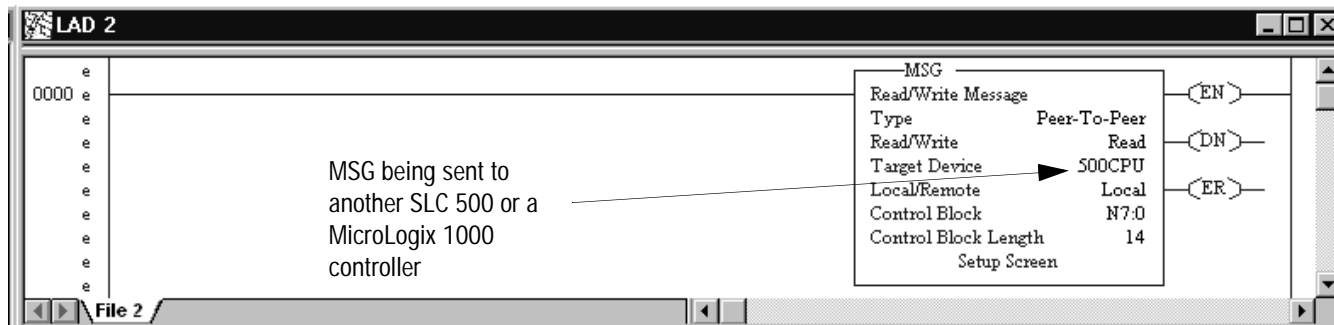 LAD 2
e
0000 e
e
e
e
e
e
e
e
e
MSG being sent to
another SLC 500 or a
MicroLogix 1000
controller
MSG
Read/Write Message
Type Peer-To-Peer
Read/Write Read
Target Device 500CPU
Local/Remote Local
Control Block N7:0
Control Block Length 14
Setup Screen
EN
DN
ER
File 2